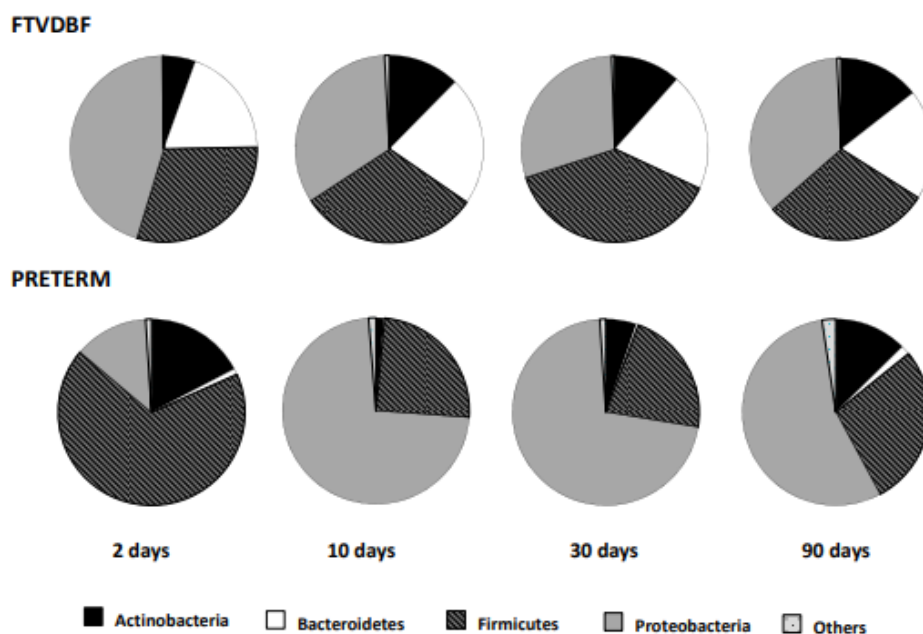 FTVDBF
PRETERM
2 days 10 days 30 days 90 days
Actinobacteria Bacteroidetes Firmicutes Proteobacteria Others